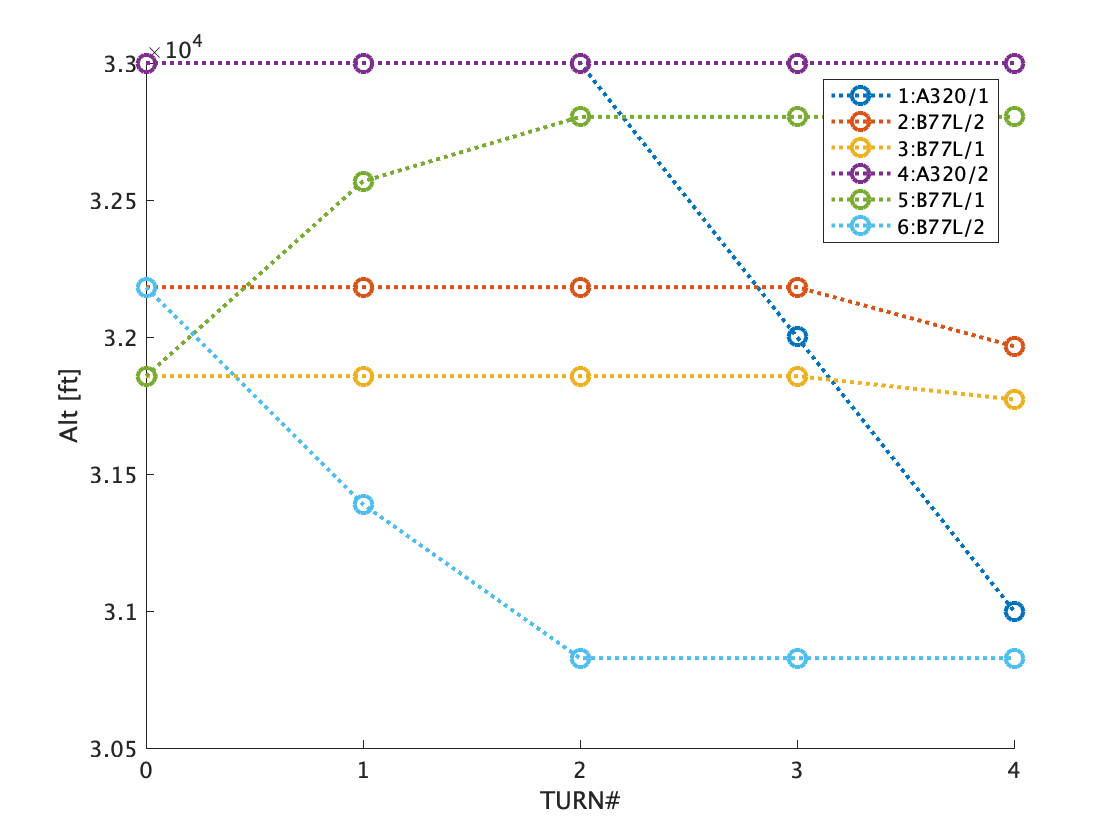 ×10⁴
3.3
3.25
3.2
3.15
3.1
3.05
0 1 2 3 4
Alt [ft]
TURN#
1:A320/1
2:B77L/2
3:B77L/1
4:A320/2
5:B77L/1
6:B77L/2